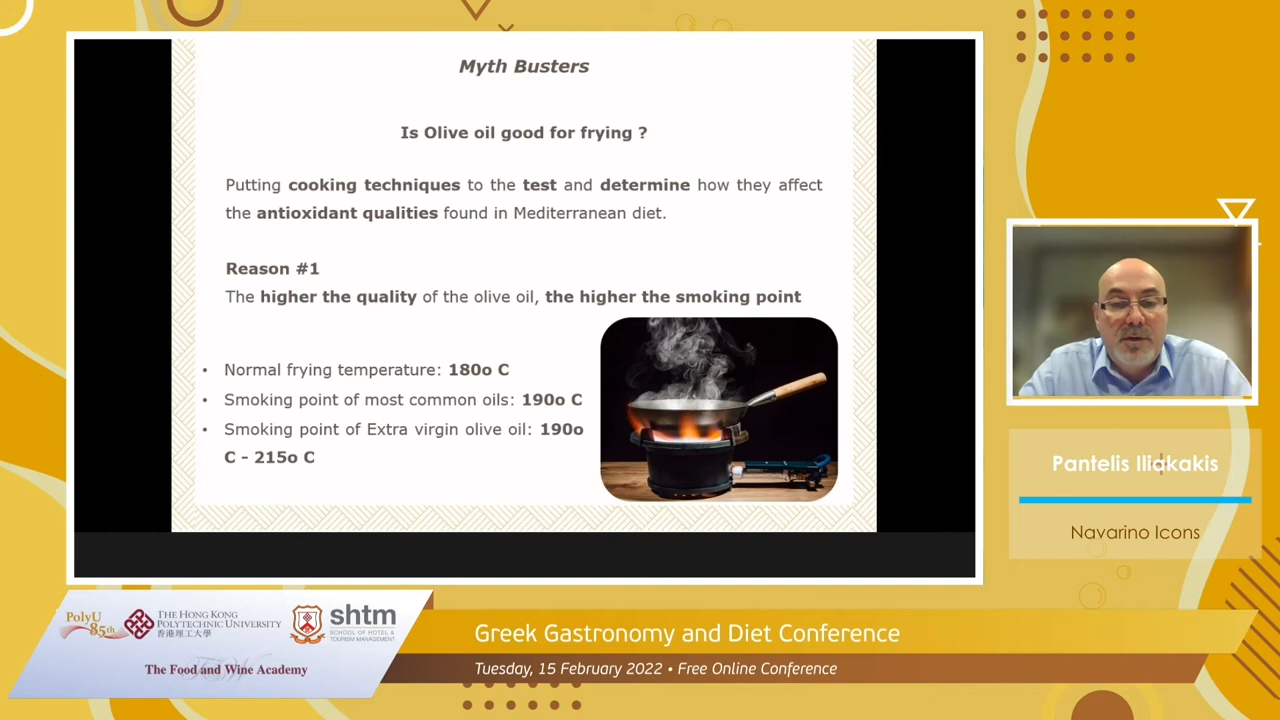 Myth Busters
Is Olive oil good for frying ?
Putting cooking techniques to the test and determine how they affect
the antioxidant qualities found in Mediterranean diet.
Reason #1
The higher the quality of the olive oil, the higher the smoking point
• Normal frying temperature: 180o C
• Smoking point of most common oils: 190o C
• Smoking point of Extra virgin olive oil: 190o
C - 215o C
Pantelis Iliakakis
Navarino Icons
PolyU
85th
THE HONG KONG
POLYTECHNIC UNIVERSITY
香港理工大學
shtm
SCHOOL OF HOTEL &
TOURISM MANAGEMENT
The Food and Wine Academy
Greek Gastronomy and Diet Conference
Tuesday, 15 February 2022 • Free Online Conference